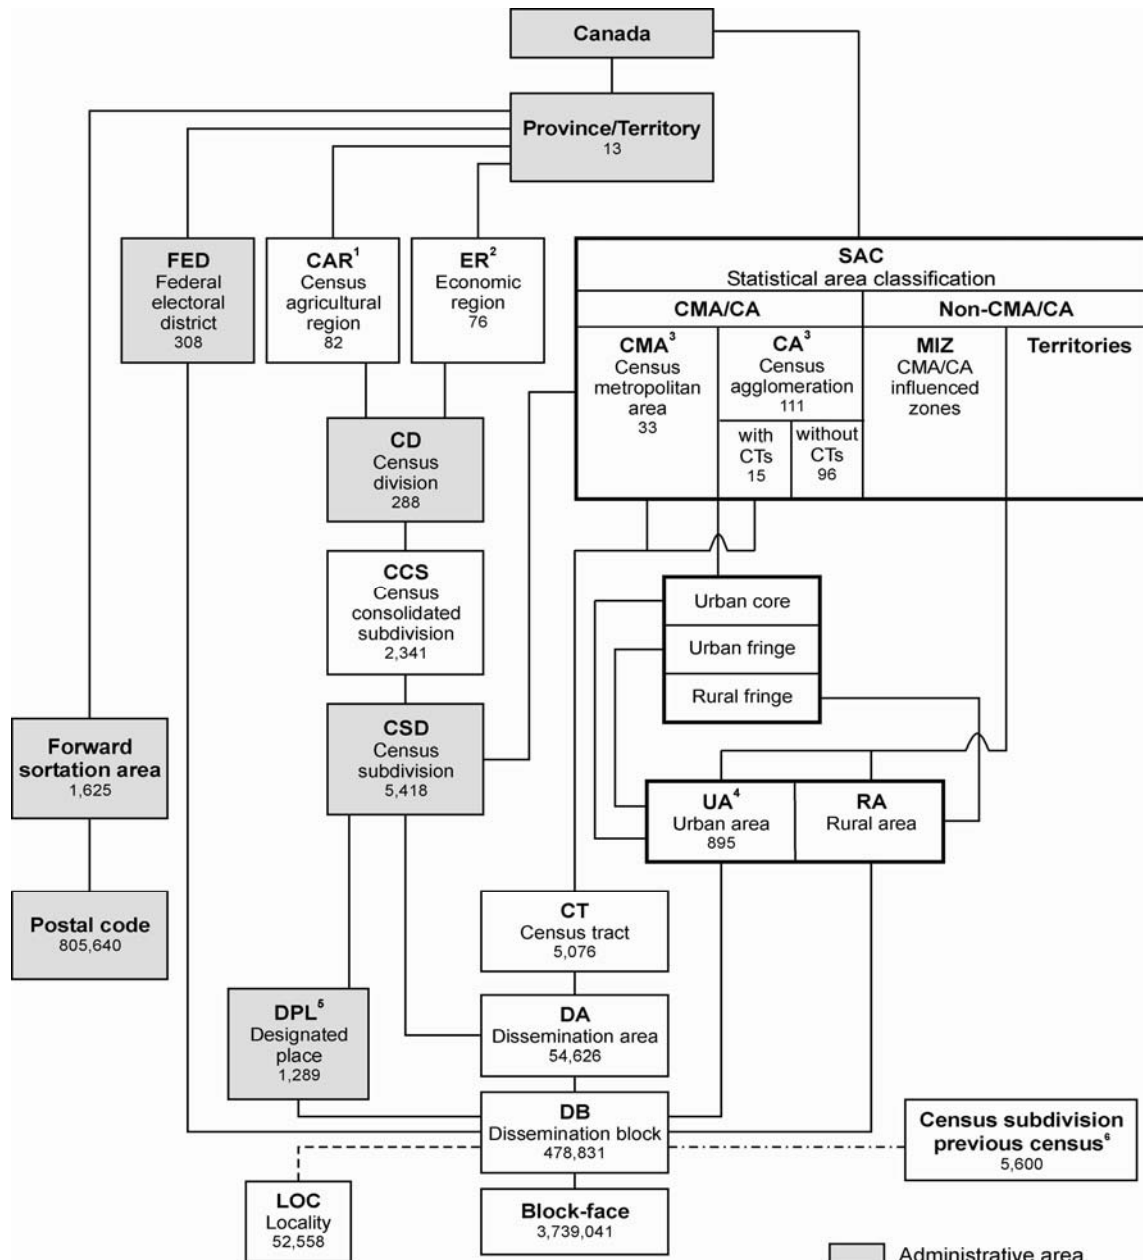 Canada
Province/Territory
13
FED
Federal
electoral
district
308
CAR¹
Census
agricultural
region
82
ER²
Economic
region
76
SAC
Statistical area classification
CMA/CA
Non-CMA/CA
CMA³
Census
metropolitan
area
33
CA³
Census
agglomeration
111
with
CTs
15
without
CTs
96
MIZ
CMA/CA
influenced
zones
Territories
CD
Census
division
288
CCS
Census
consolidated
subdivision
2,341
Urban core
Urban fringe
Rural fringe
CSD
Census
subdivision
5,418
Forward
sortation area
1,625
UA⁴
Urban area
895
RA
Rural area
Postal code
805,640
CT
Census tract
5,076
DPL⁵
Designated
place
1,289
DA
Dissemination area
54,626
DB
Dissemination block
478,831
Census subdivision
previous census⁶
5,600
LOC
Locality
52,558
Block-face
3,739,041
Administrative area